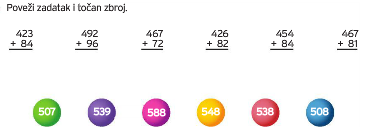 Poveži zadatak i točan zbroj.
423 492 467 426 454 467
+ 84 + 96 + 72 + 82 + 84 + 81
507 539 588 548 538 508